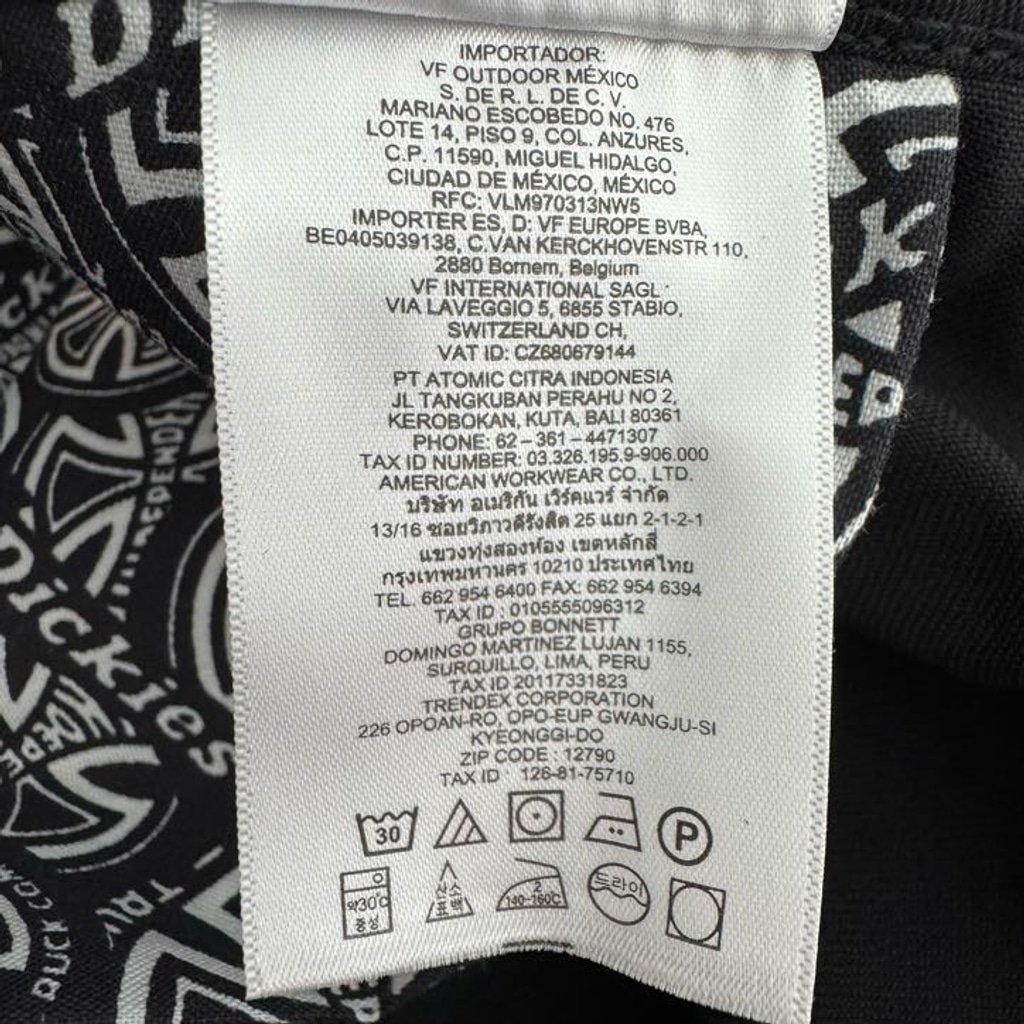 IMPORTADOR:
VF OUTDOOR MÉXICO
S. DE R. L. DE C. V.
MARIANO ESCOBEDO NO. 476
LOTE 14, PISO 9, COL. ANZURES,
C.P. 11590, MIGUEL HIDALGO,
CIUDAD DE MÉXICO, MÉXICO
RFC: VLM970313NW5
IMPORTER ES, D: VF EUROPE BVBA,
BE0405039138, C.VAN KERCKHOVENSTR 110,
2880 Bornem, Belgium
VF INTERNATIONAL SAGL
VIA LAVEGGIO 5, 6855 STABIO,
SWITZERLAND CH,
VAT ID: CZ680679144
PT ATOMIC CITRA INDONESIA
JL TANGKUBAN PERAHU NO 2,
KEROBOKAN, KUTA, BALI 80361
PHONE: 62-361-4471307
TAX ID NUMBER: 03.326.195.9-906.000
AMERICAN WORKWEAR CO., LTD.
บริษัท อเมริกัน เวิร์คแวร์ จำกัด
13/16 ซอยวิภาวดีรังสิต 25 แยก 2-1-2-1
แขวงทุ่งสองห้อง เขตหลักสี่
กรุงเทพมหานคร 10210 ประเทศไทย
TEL. 662 954 6400 FAX: 662 954 6394
TAX ID : 0105555096312
GRUPO BONNETT
DOMINGO MARTINEZ LUJAN 1155,
SURQUILLO, LIMA, PERU
TAX ID 20117331823
TRENDEX CORPORATION
226 OPOAN-RO, OPO-EUP GWANGJU-SI
KYEONGGI-DO
ZIP CODE : 12790
TAX ID : 126-81-75710
30
P
약30℃
중성
산소
표백
2
140~160℃
드라이
Dickies